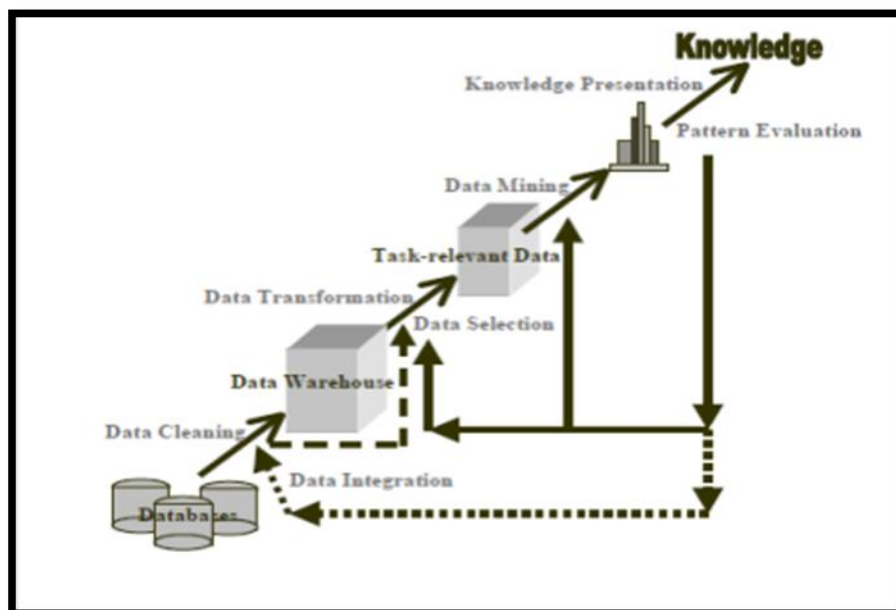 Knowledge
Knowledge Presentation
Pattern Evaluation
Data Mining
Task-relevant Data
Data Transformation
Data Selection
Data Warehouse
Data Cleaning
Data Integration
Databases